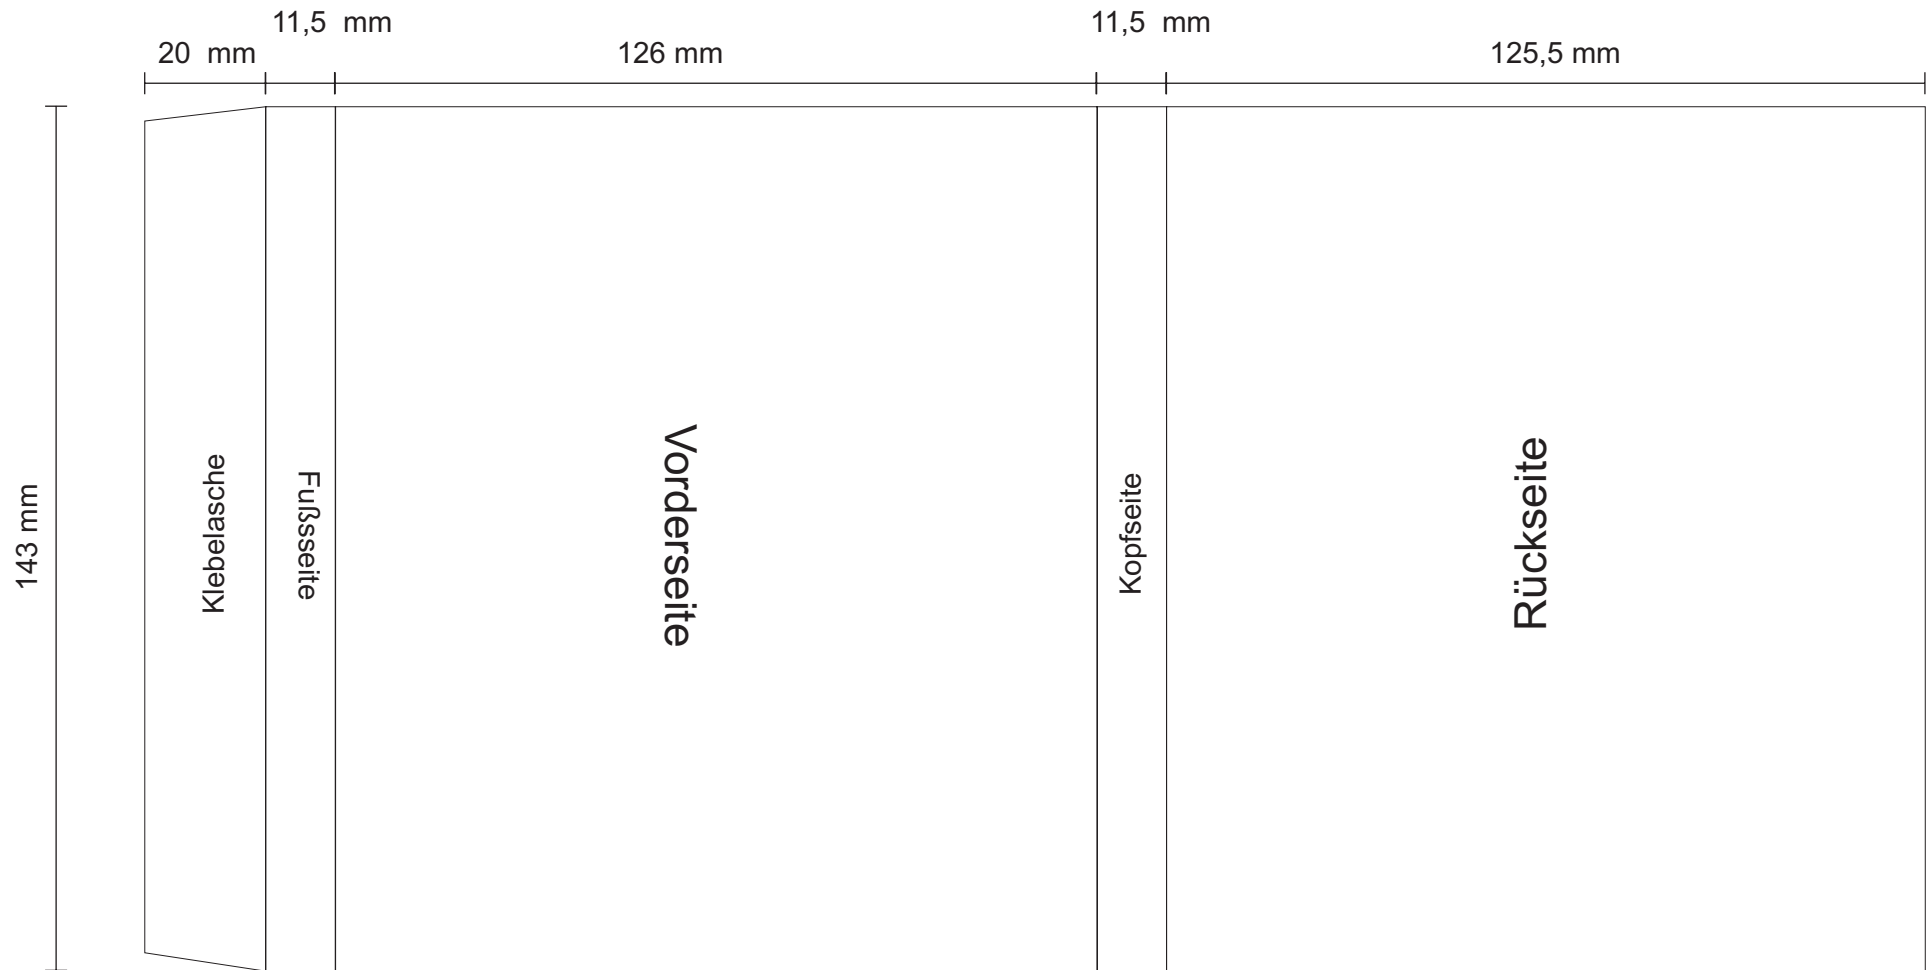 11,5 mm
11,5 mm
20 mm
126 mm
125,5 mm
143 mm
Klebelasche
Fußsseite
Vorderseite
Kopfseite
Rückseite